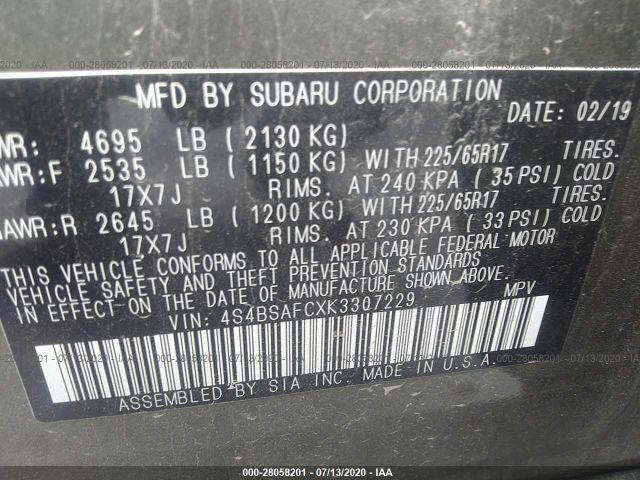 000-28058201 - 07/13/2020 - IAA
MFD BY SUBARU CORPORATION
DATE: 02/19
WR: 4695 LB ( 2130 KG)
AWR:F 2535 LB ( 1150 KG) WITH 225/65R17 TIRES.
17X7J RIMS. AT 240 KPA ( 35 PSI) COLD
AWR:R 2645 LB ( 1200 KG) WITH 225/65R17 TIRES.
17X7J RIMS. AT 230 KPA ( 33 PSI) COLD
THIS VEHICLE CONFORMS TO ALL APPLICABLE FEDERAL MOTOR
VEHICLE SAFETY AND THEFT PREVENTION STANDARDS
IN EFFECT ON THE DATE OF MANUFACTURE SHOWN ABOVE.
VIN: 4S4BSAFCXK3307229 MPV
ASSEMBLED BY SIA INC. MADE IN U.S.A.
000-28058201 - 07/13/2020 - IAA